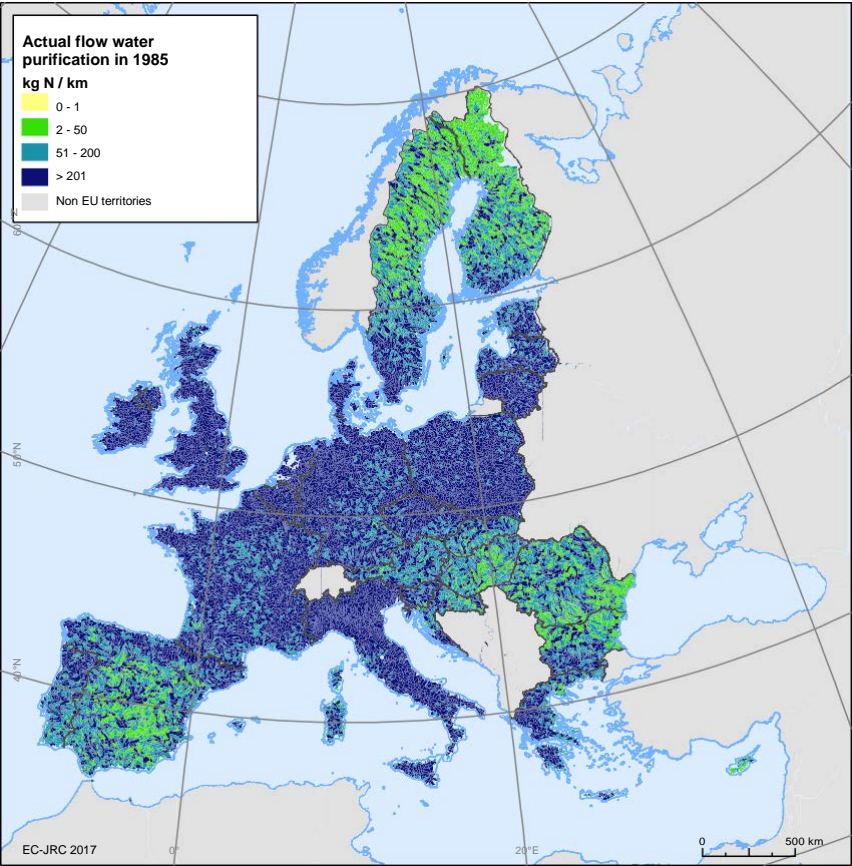 Actual flow water
purification in 1985
kg N / km
0 - 1
2 - 50
51 - 200
> 201
Non EU territories
50°N
40°N
EC-JRC 2017
0°
20°E
0 500 km